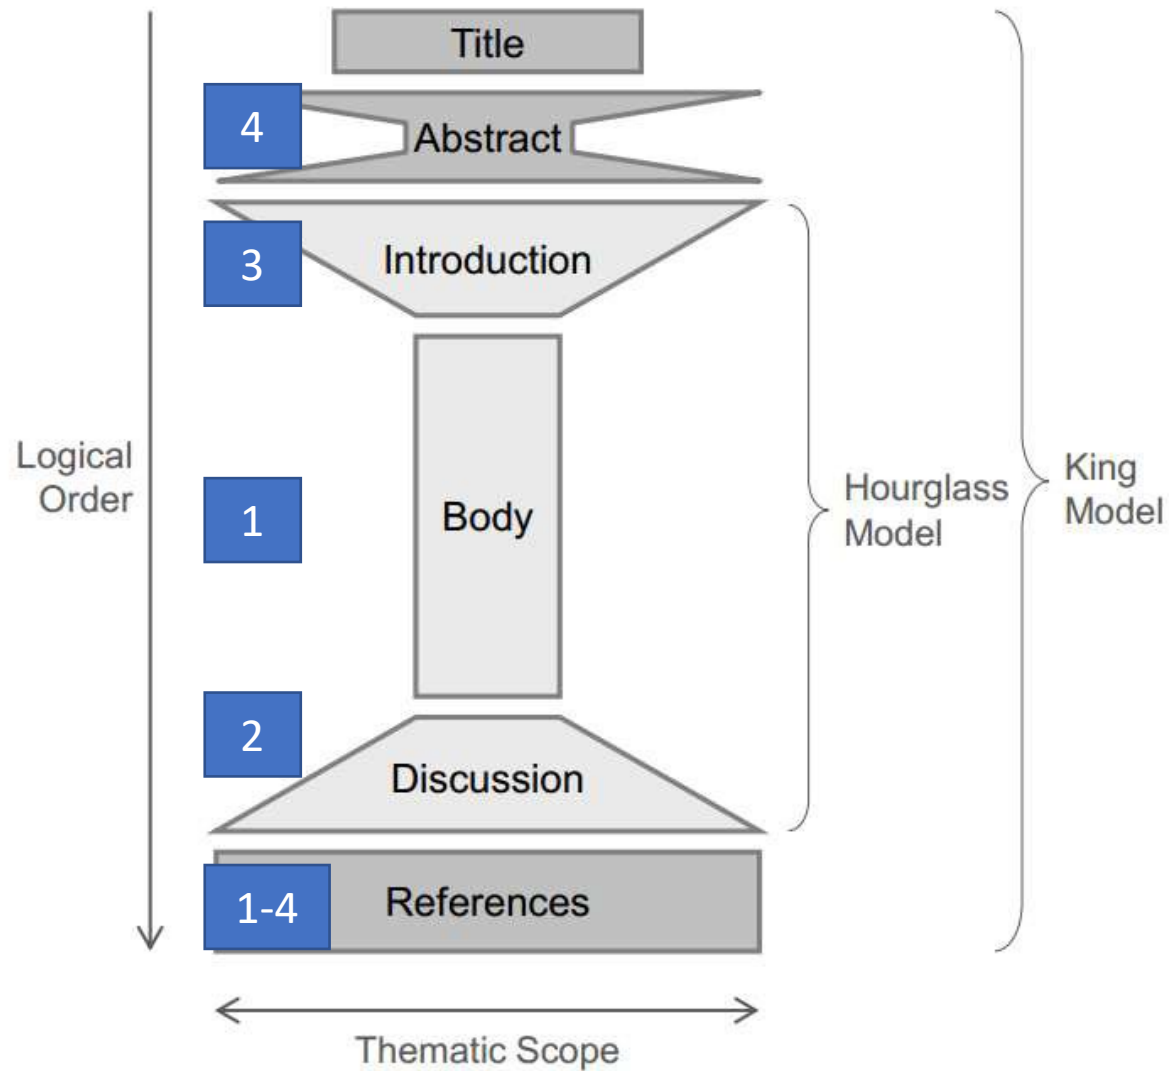 Title
4
Abstract
3
Introduction
Logical
Order
1
Body
Hourglass
Model
King
Model
2
Discussion
1-4
References
Thematic Scope